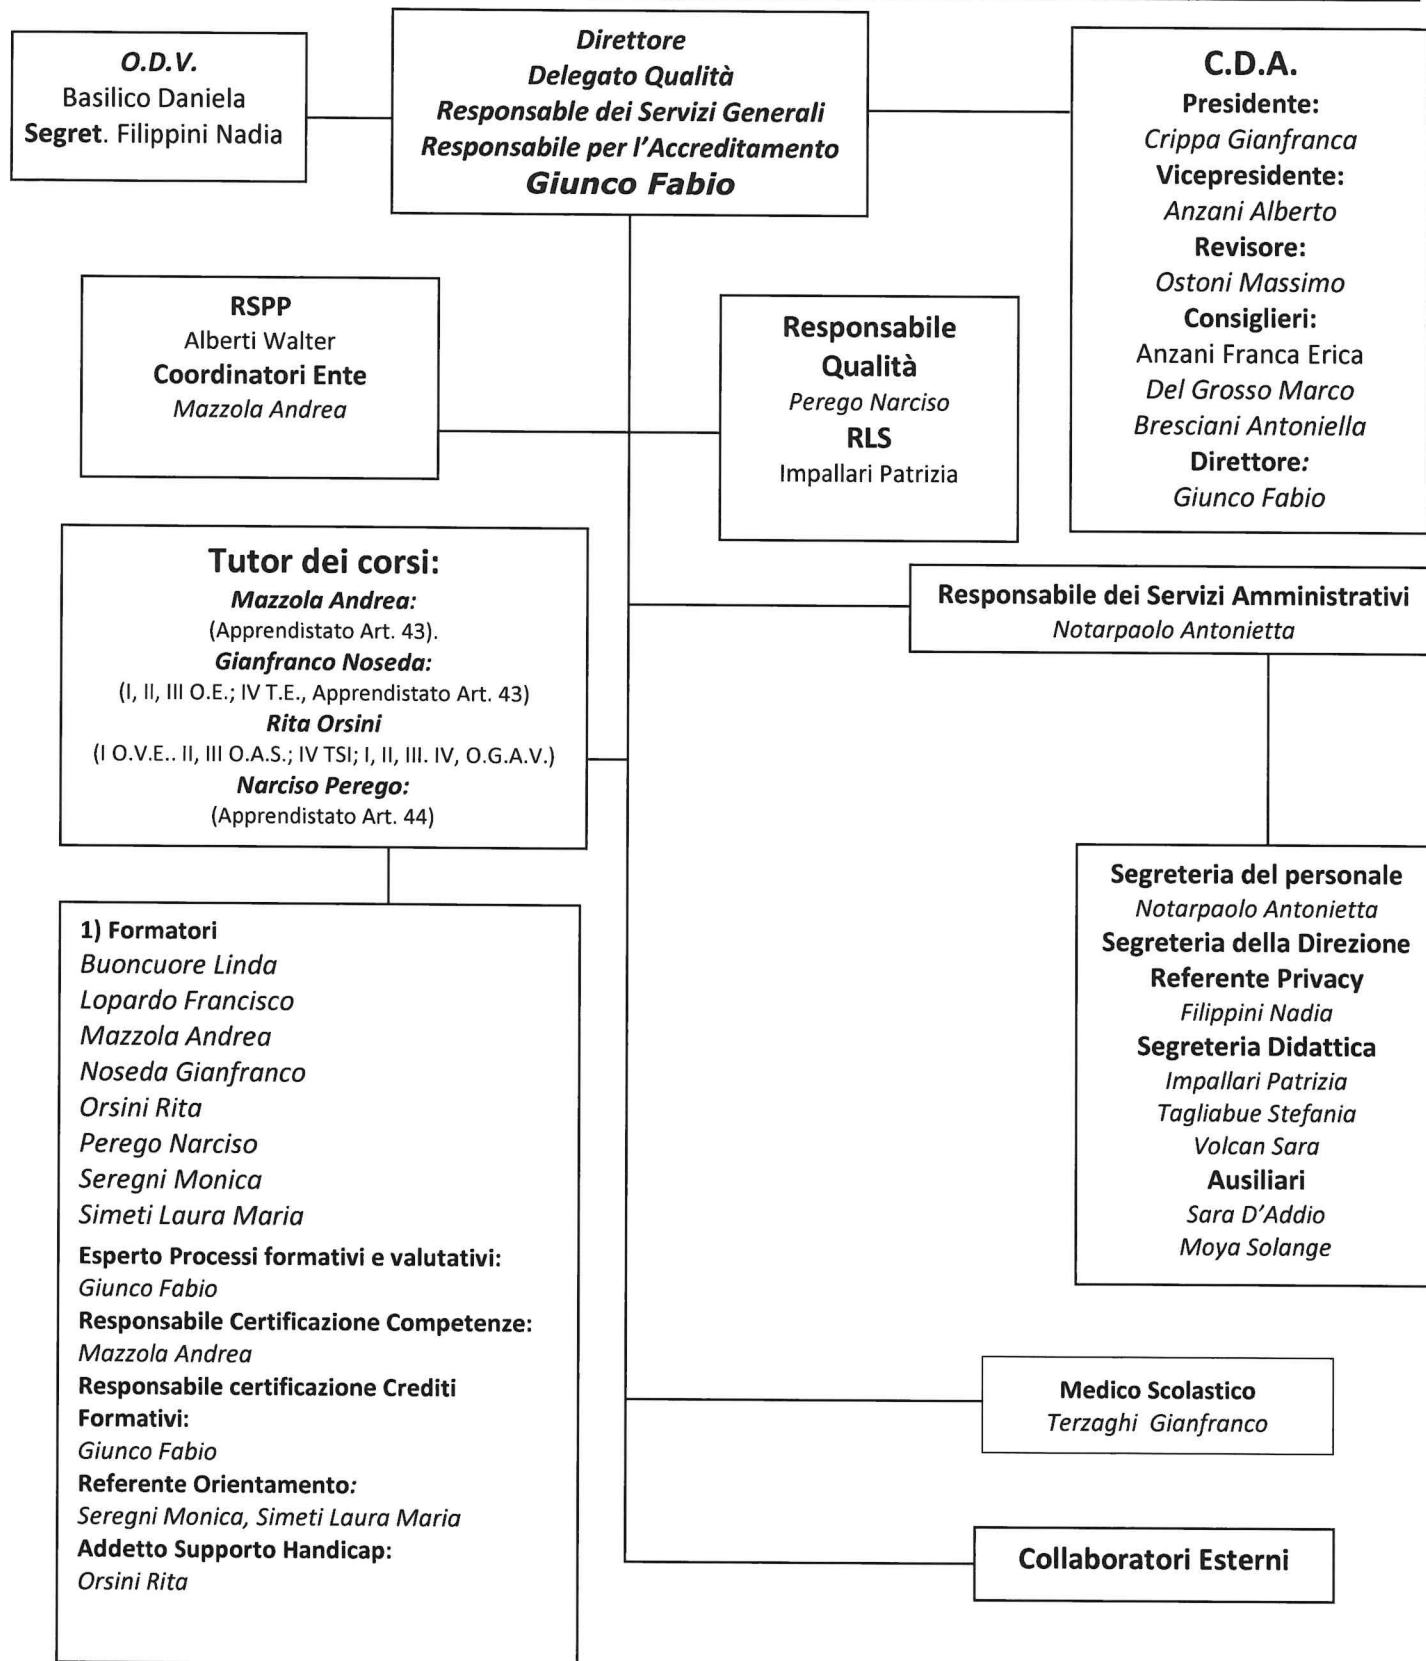 O.D.V.
Basilico Daniela
Segret. Filippini Nadia
Direttore
Delegato Qualità
Responsable dei Servizi Generali
Responsabile per l'Accreditamento
Giunco Fabio
C.D.A.
Presidente:
Crippa Gianfranca
Vicepresidente:
Anzani Alberto
Revisore:
Ostoni Massimo
Consiglieri:
Anzani Franca Erica
Del Grosso Marco
Bresciani Antoniella
Direttore:
Giunco Fabio
RSPP
Alberti Walter
Coordinatori Ente
Mazzola Andrea
Responsabile
Qualità
Perego Narciso
RLS
Impallari Patrizia
Tutor dei corsi:
Mazzola Andrea:
(Apprendistato Art. 43).
Gianfranco Noseda:
(I, II, III O.E.; IV T.E., Apprendistato Art. 43)
Rita Orsini
(I O.V.E.. II, III O.A.S.; IV TSI; I, II, III. IV, O.G.A.V.)
Narciso Perego:
(Apprendistato Art. 44)
Responsabile dei Servizi Amministrativi
Notarpaolo Antonietta
Segreteria del personale
Notarpaolo Antonietta
Segreteria della Direzione
Referente Privacy
Filippini Nadia
Segreteria Didattica
Impallari Patrizia
Tagliabue Stefania
Volcan Sara
Ausiliari
Sara D'Addio
Moya Solange
1) Formatori
Buoncuore Linda
Lopardo Francisco
Mazzola Andrea
Noseda Gianfranco
Orsini Rita
Perego Narciso
Seregni Monica
Simeti Laura Maria
Esperto Processi formativi e valutativi:
Giunco Fabio
Responsabile Certificazione Competenze:
Mazzola Andrea
Responsabile certificazione Crediti
Formativi:
Giunco Fabio
Referente Orientamento:
Seregni Monica, Simeti Laura Maria
Addetto Supporto Handicap:
Orsini Rita
Medico Scolastico
Terzaghi Gianfranco
Collaboratori Esterni